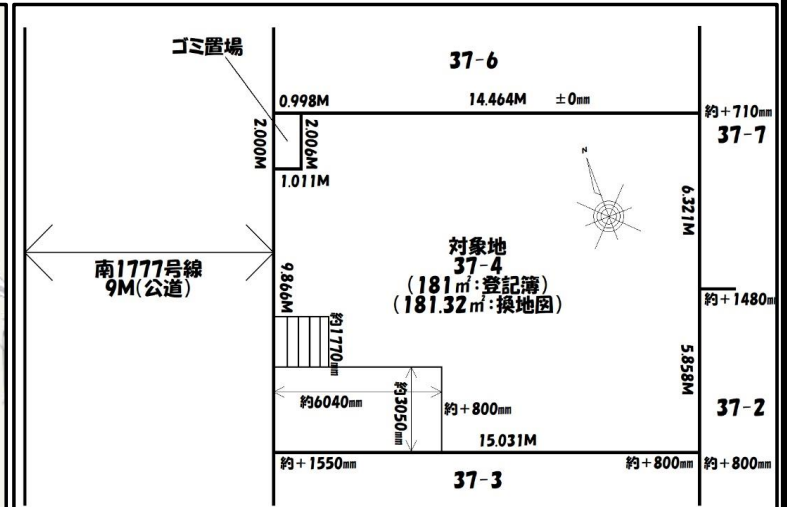 ゴミ置場
37-6
0.998M
14.464M ±0mm
約+710mm
37-7
2.000M
2.006M
1.011M
N
6.321M
対象地
37-4
(181㎡:登記簿)
(181.32㎡:換地図)
南1777号線
9M(公道)
9.866M
約1770mm
約+1480mm
5.858M
約6040mm
約3050mm
約+800mm
37-2
15.031M
約+1550mm
37-3
約+800mm
約+800mm